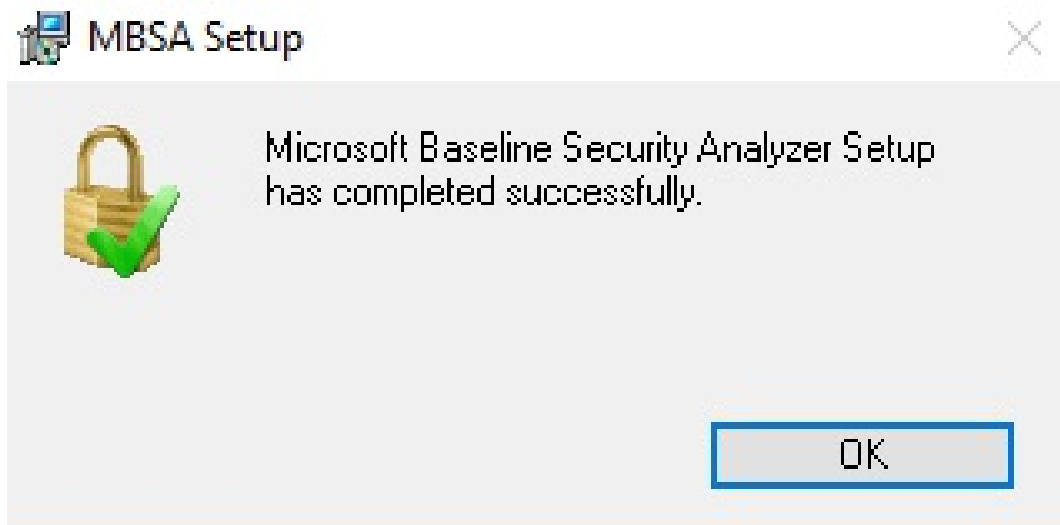 MBSA Setup
Microsoft Baseline Security Analyzer Setup
has completed successfully.
OK